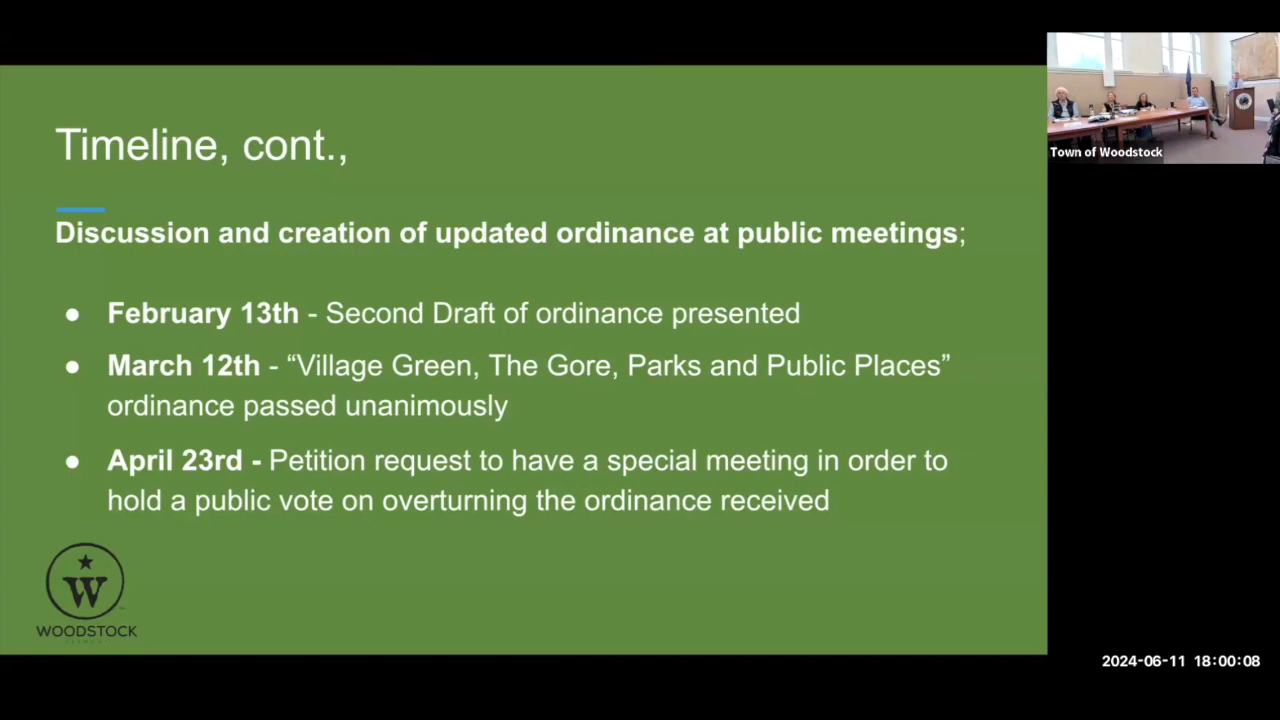 Timeline, cont.,
Discussion and creation of updated ordinance at public meetings;
● February 13th - Second Draft of ordinance presented
● March 12th - “Village Green, The Gore, Parks and Public Places”
ordinance passed unanimously
● April 23rd - Petition request to have a special meeting in order to
hold a public vote on overturning the ordinance received
W
WOODSTOCK
Town of Woodstock
2024-06-11 18:00:08